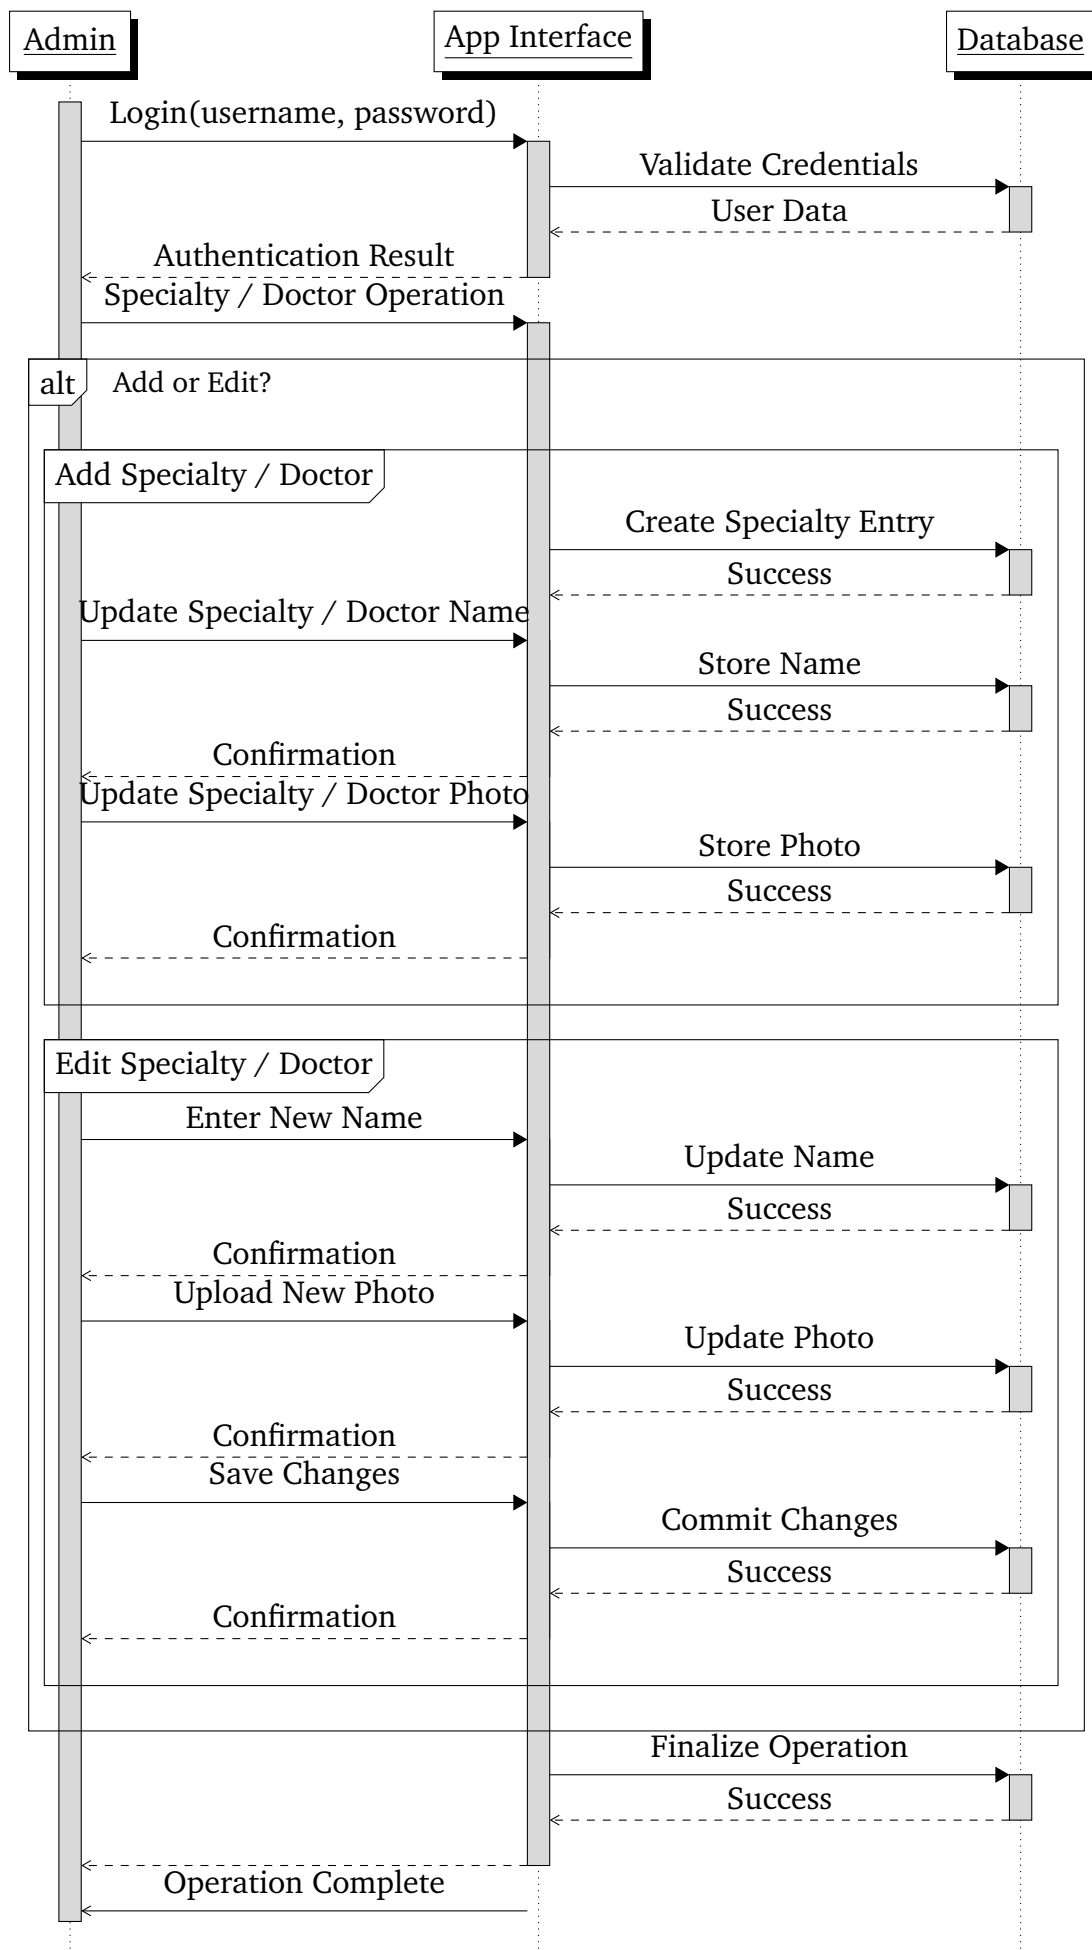 Admin
App Interface
Database
Login(username, password)
Validate Credentials
User Data
Authentication Result
Specialty / Doctor Operation
alt
Add or Edit?
Add Specialty / Doctor
Create Specialty Entry
Success
Update Specialty / Doctor Name
Store Name
Success
Confirmation
Update Specialty / Doctor Photo
Store Photo
Success
Confirmation
Edit Specialty / Doctor
Enter New Name
Update Name
Success
Confirmation
Upload New Photo
Update Photo
Success
Confirmation
Save Changes
Commit Changes
Success
Confirmation
Finalize Operation
Success
Operation Complete